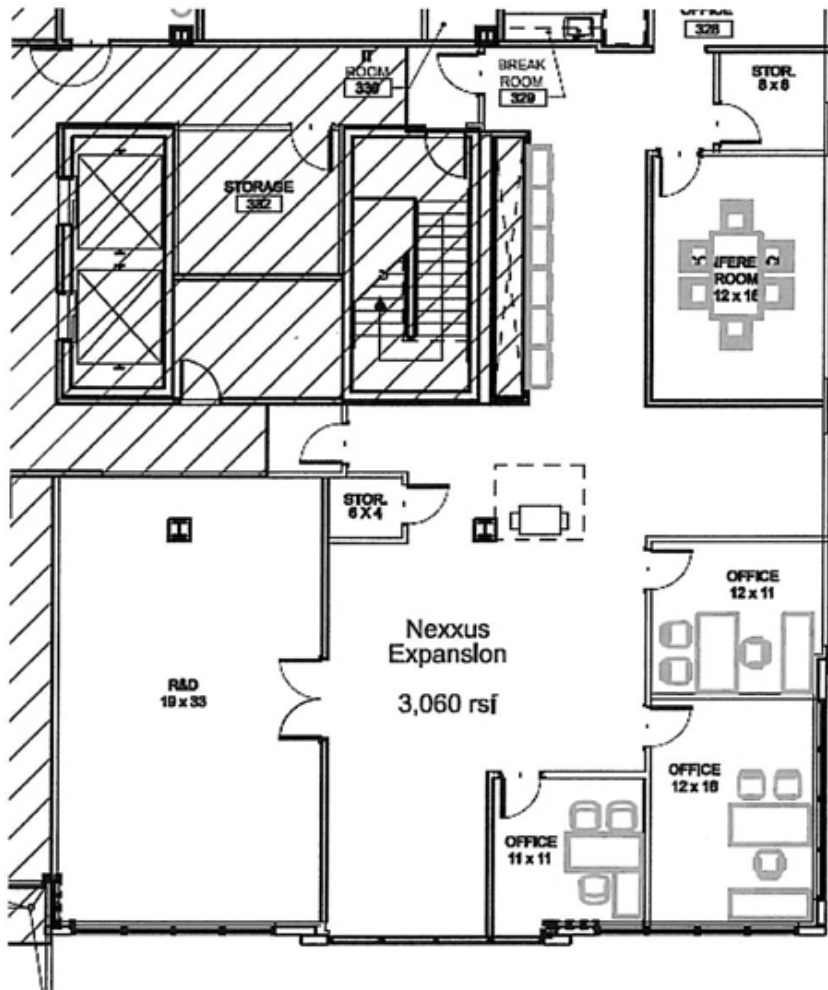 OFFICE
328
ROOM
330
BREAK
ROOM
329
STOR.
8 x 8
STORAGE
332
ROOM
12 x 16
STOR.
6 X 4
OFFICE
12 x 11
Nexxus
Expansion
3,060 rsf
R&D
19 x 33
OFFICE
12 x 16
OFFICE
11 x 11